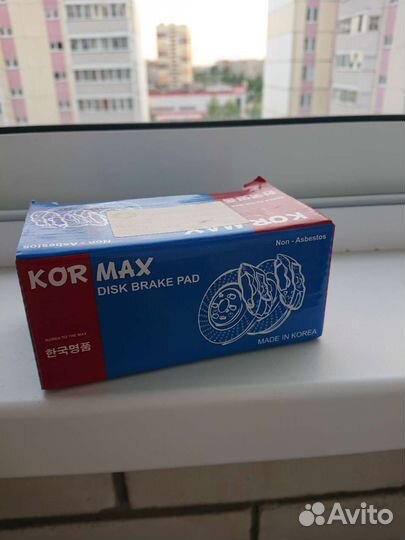 Non - Asbestos
KOR MAX
KOR MAX
DISK BRAKE PAD
Non - Asbestos
KOREA TO THE MAX
한국명품
MADE IN KOREA
Avito